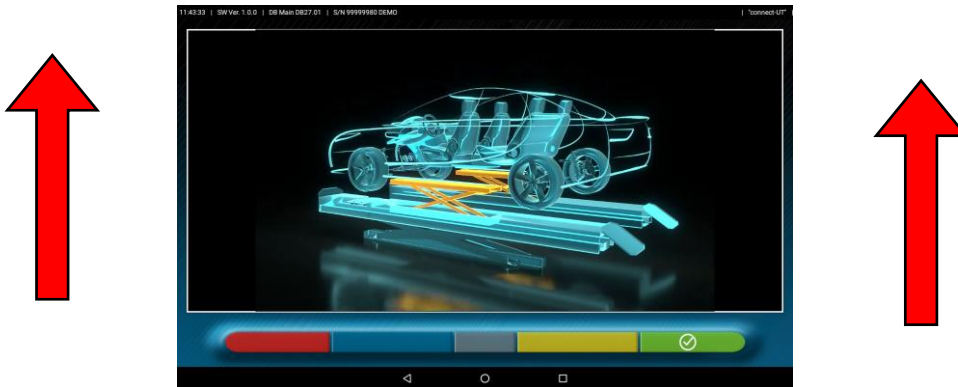 11:43:33 | SW Ver. 1.0.0 | DB Main DB27.01 | S/N 99999980 DEMO | "connect-UT" |